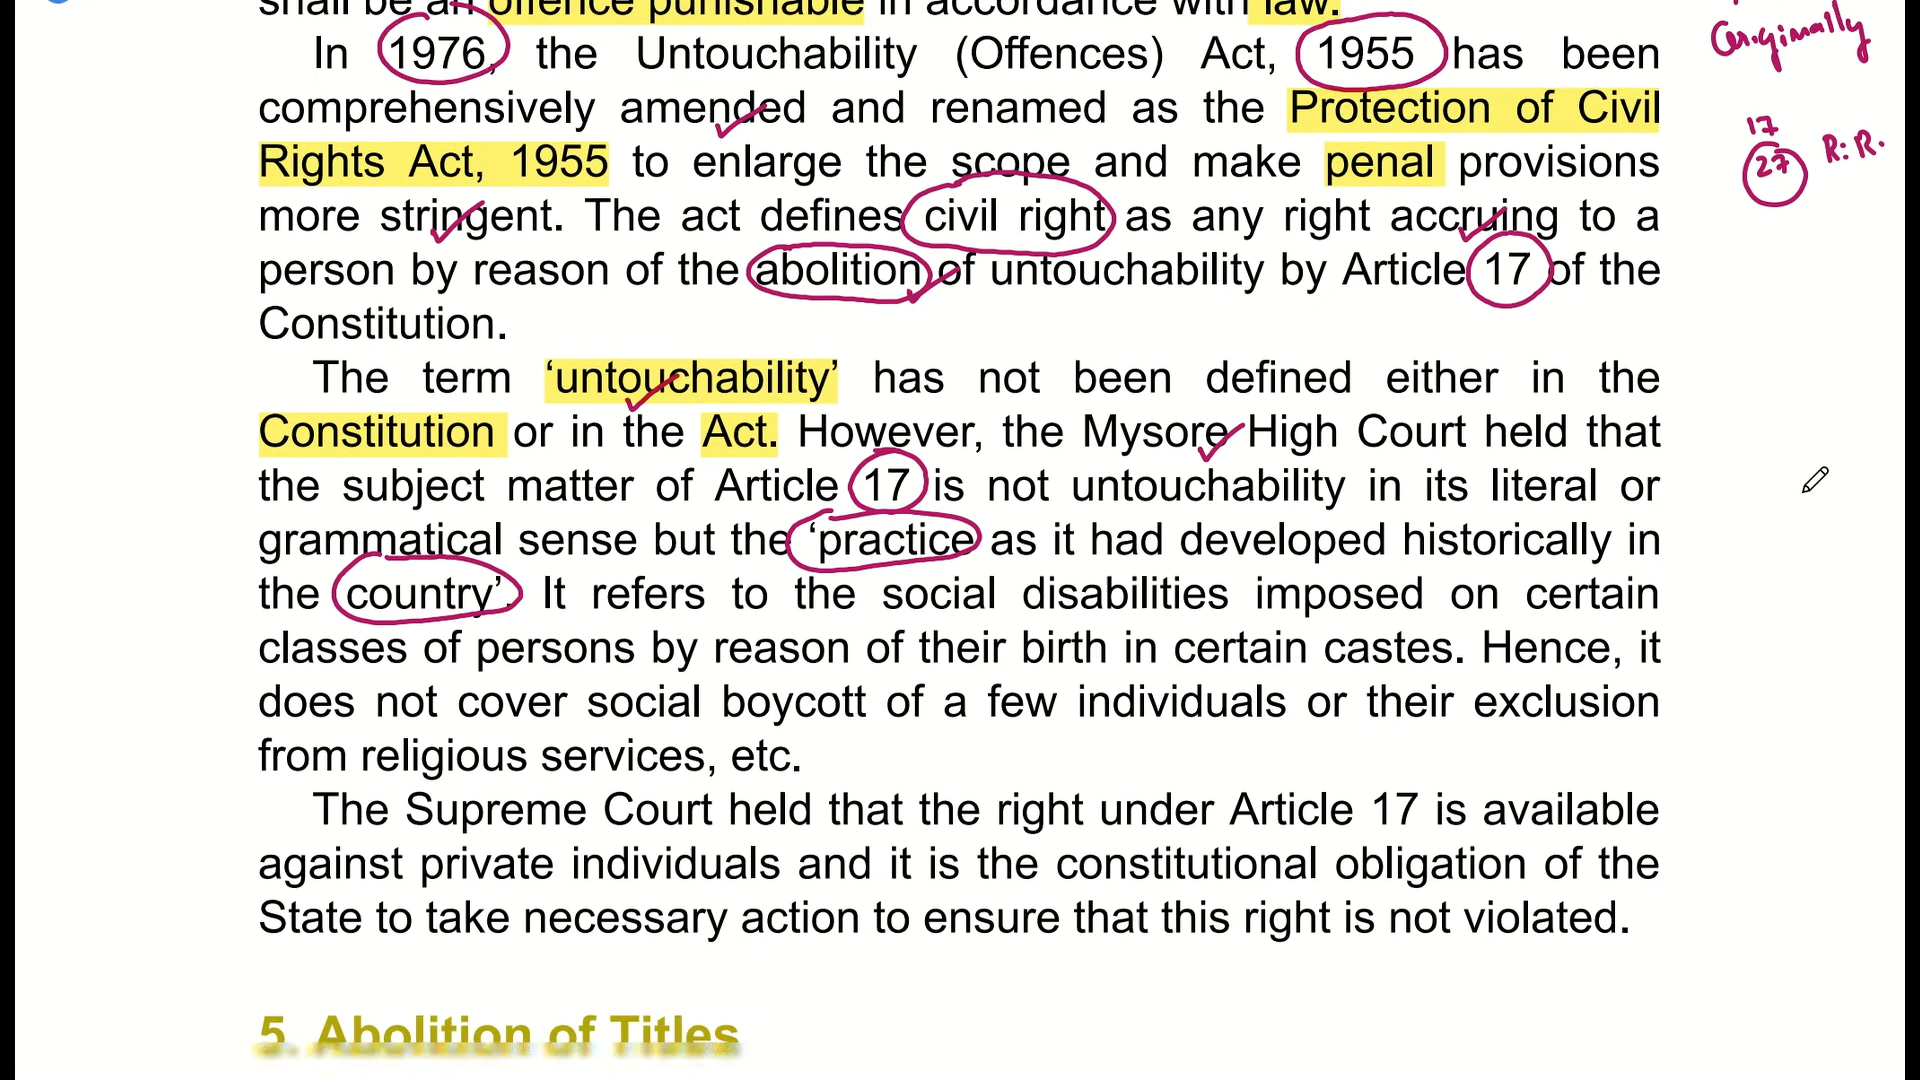 shall be an offence punishable in accordance with law.
In 1976, the Untouchability (Offences) Act, 1955 has been
comprehensively amended and renamed as the Protection of Civil
Rights Act, 1955 to enlarge the scope and make penal provisions
more stringent. The act defines civil right as any right accruing to a
person by reason of the abolition of untouchability by Article 17 of the
Constitution.
The term ‘untouchability’ has not been defined either in the
Constitution or in the Act. However, the Mysore High Court held that
the subject matter of Article 17 is not untouchability in its literal or
grammatical sense but the ‘practice as it had developed historically in
the country’. It refers to the social disabilities imposed on certain
classes of persons by reason of their birth in certain castes. Hence, it
does not cover social boycott of a few individuals or their exclusion
from religious services, etc.
The Supreme Court held that the right under Article 17 is available
against private individuals and it is the constitutional obligation of the
State to take necessary action to ensure that this right is not violated.
5. Abolition of Titles
Originally
17
27 R: R.